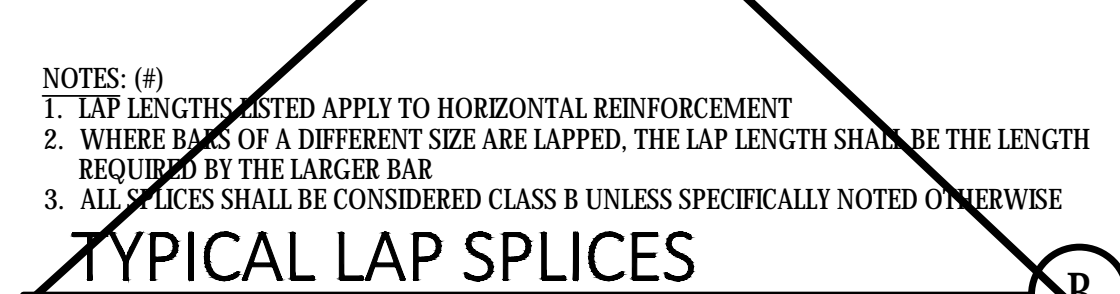 NOTES: (#)
1. LAP LENGTHS LISTED APPLY TO HORIZONTAL REINFORCEMENT
2. WHERE BARS OF A DIFFERENT SIZE ARE LAPPED, THE LAP LENGTH SHALL BE THE LENGTH
REQUIRED BY THE LARGER BAR
3. ALL SPLICES SHALL BE CONSIDERED CLASS B UNLESS SPECIFICALLY NOTED OTHERWISE
TYPICAL LAP SPLICES